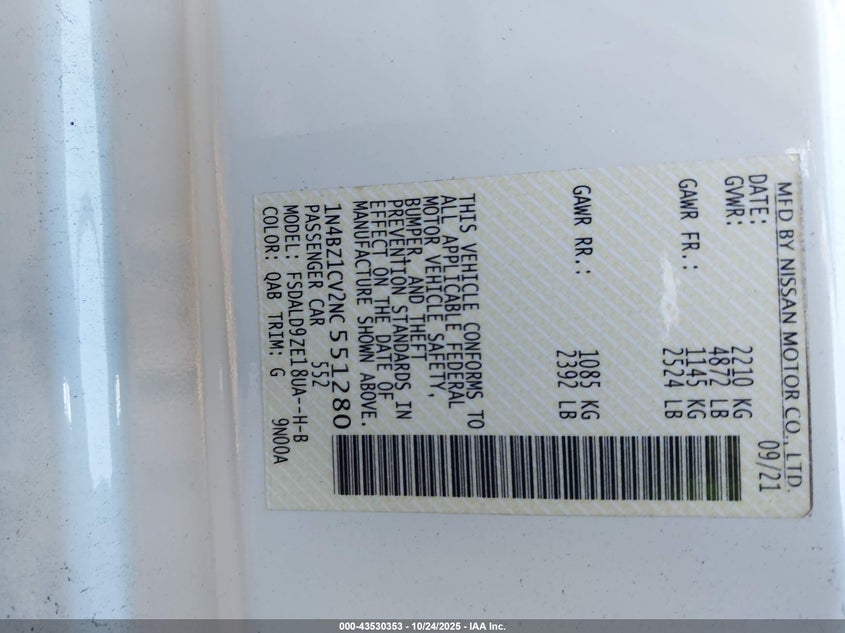 MFD BY NISSAN MOTOR CO., LTD.
DATE: 09/21
GVWR: 2210 KG
4872 LB
GAWR FR.: 1145 KG
2524 LB
GAWR RR.: 1085 KG
2392 LB
THIS VEHICLE CONFORMS TO
ALL APPLICABLE FEDERAL
MOTOR VEHICLE SAFETY,
BUMPER, AND THEFT
PREVENTION STANDARDS IN
EFFECT ON THE DATE OF
MANUFACTURE SHOWN ABOVE.
1N4BZ1CV2NC551280
PASSENGER CAR 552
MODEL: FSDALD9ZE18UA--H-B
COLOR: QAB TRIM: G 9N00A
000-43530353 - 10/24/2025 - IAA Inc.